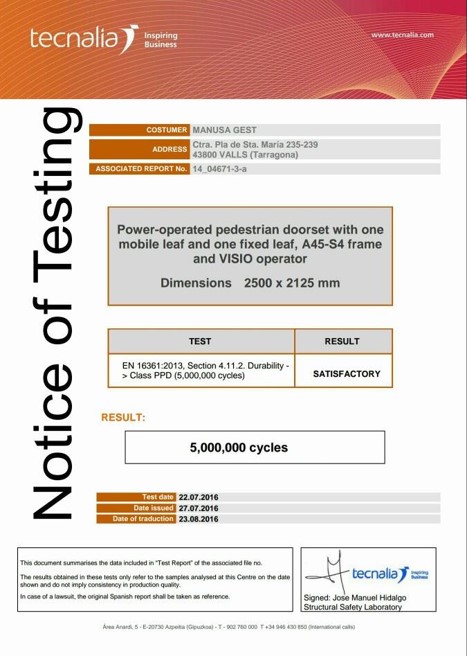 tecnalia Inspiring Business
www.tecnalia.com
Notice of Testing
COSTUMER MANUSA GEST
ADDRESS Ctra. Pla de Sta. María 235-239
43800 VALLS (Tarragona)
ASSOCIATED REPORT No. 14_04671-3-a
Power-operated pedestrian doorset with one
mobile leaf and one fixed leaf, A45-S4 frame
and VISIO operator
Dimensions 2500 x 2125 mm
TEST RESULT
EN 16361:2013, Section 4.11.2. Durability -
> Class PPD (5,000,000 cycles) SATISFACTORY
RESULT:
5,000,000 cycles
Test date 22.07.2016
Date issued 27.07.2016
Date of traduction 23.08.2016
This document summarises the data included in "Test Report" of the associated file no.
The results obtained in these tests only refer to the samples analysed at this Centre on the date
shown and do not imply consistency in production quality.
In case of a lawsuit, the original Spanish report shall be taken as reference.
tecnalia Inspiring Business
Signed: Jose Manuel Hidalgo
Structural Safety Laboratory
Área Anardi, 5 - E-20730 Azpeitia (Gipuzkoa) - T - 902 760 000 T +34 946 430 850 (International calls)